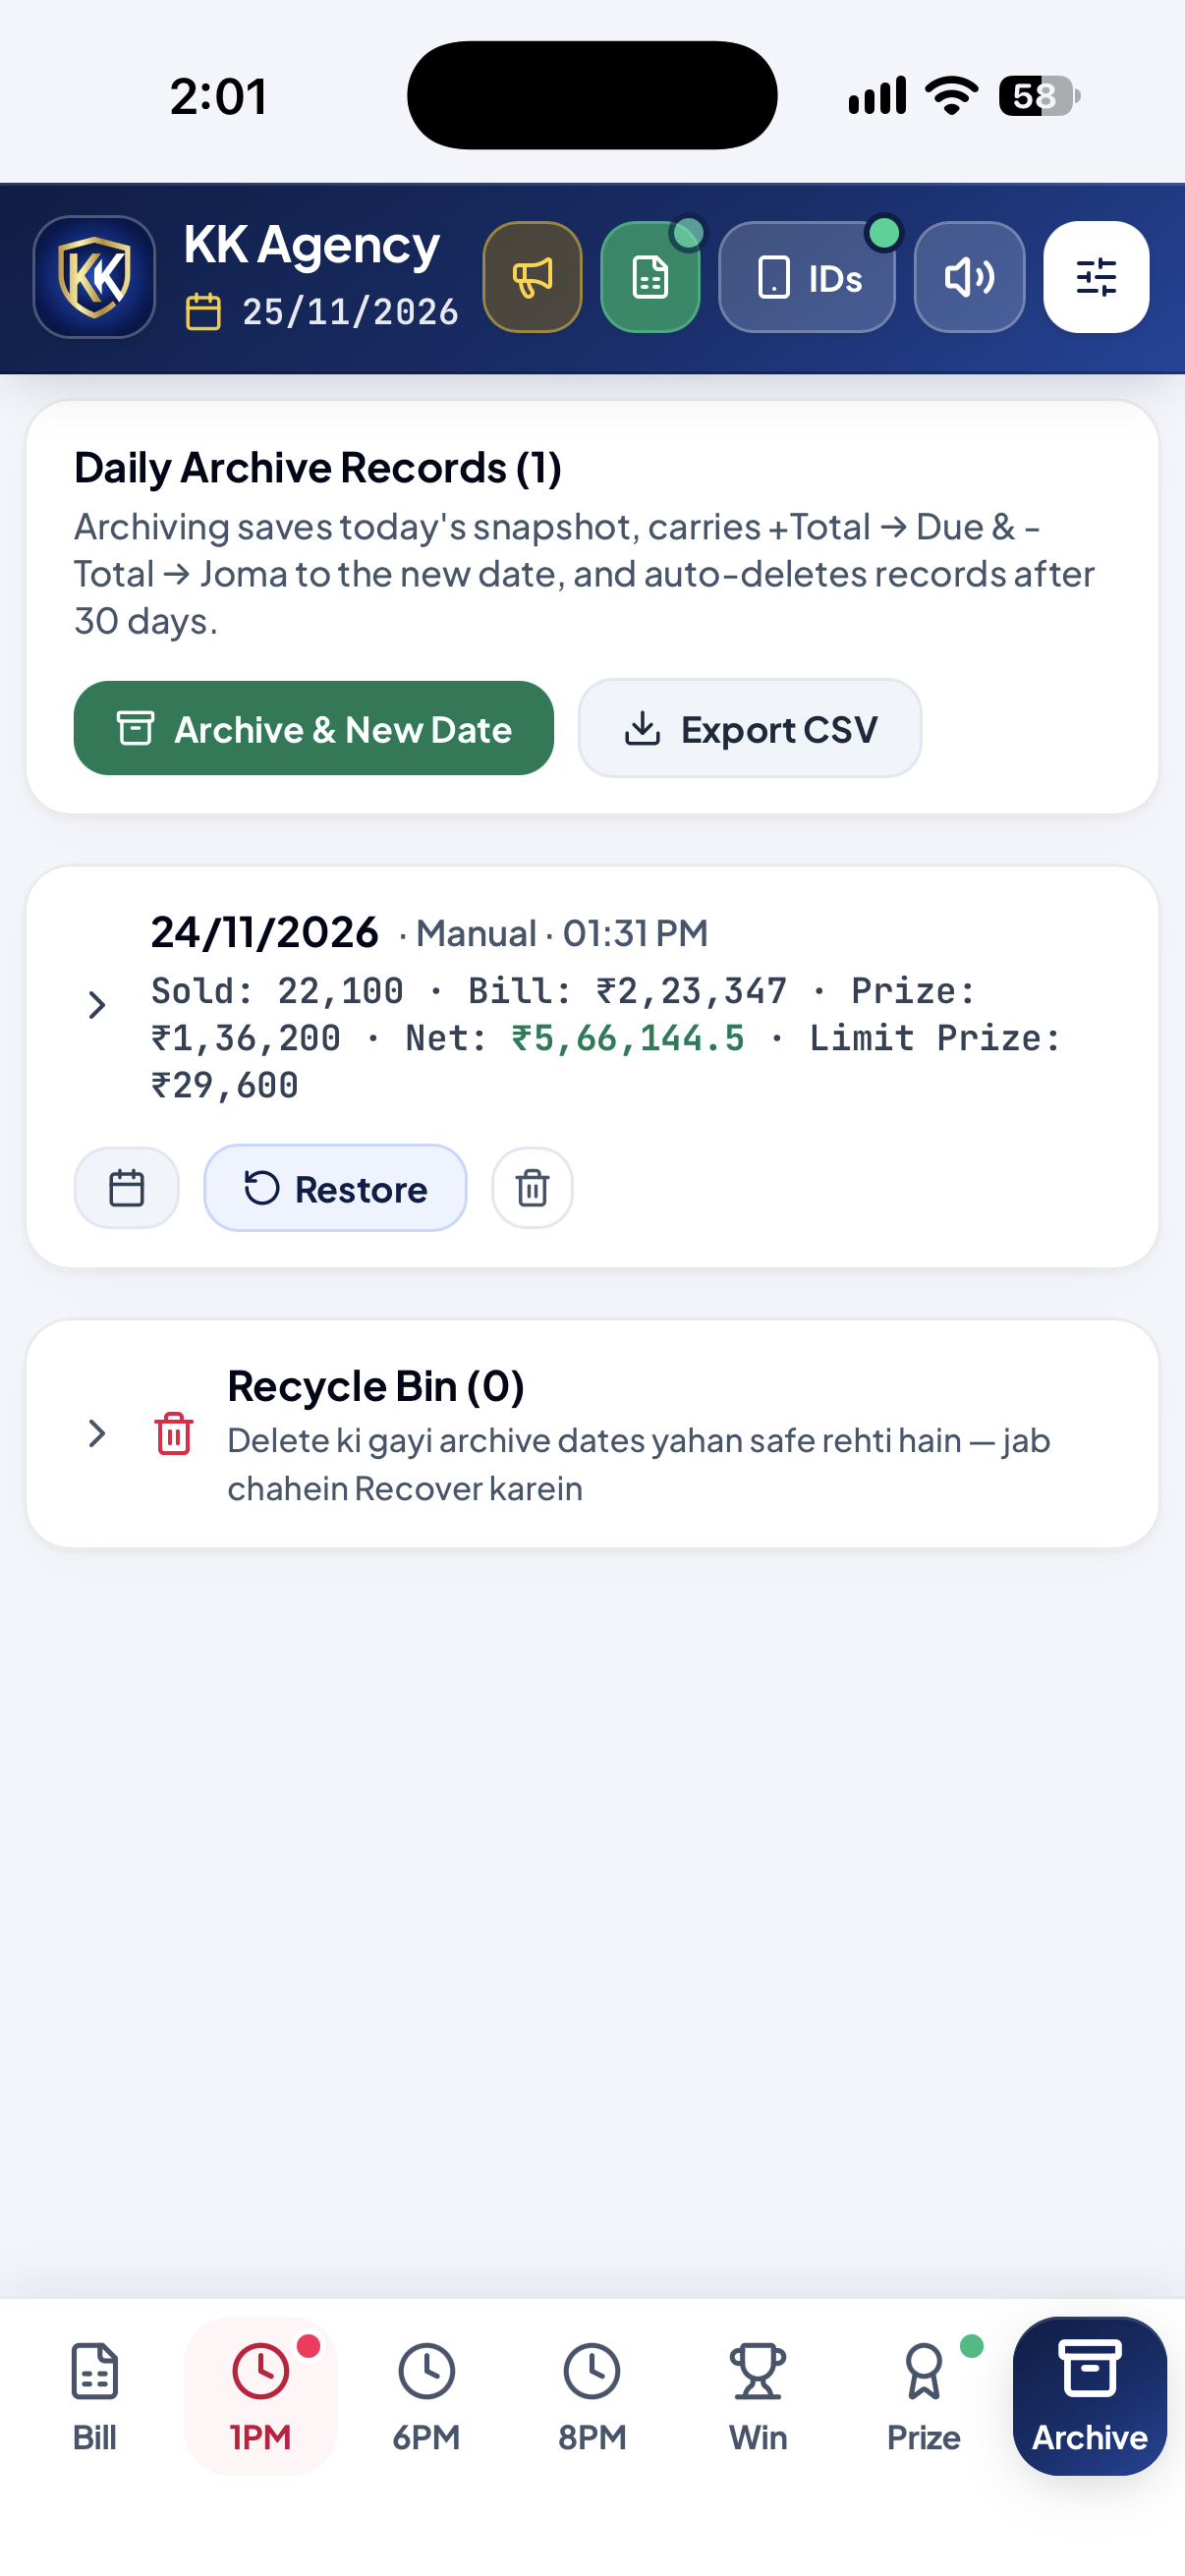 2:01
58
KK
KK Agency
25/11/2026
IDs
Daily Archive Records (1)
Archiving saves today's snapshot, carries +Total → Due & -
Total → Joma to the new date, and auto-deletes records after
30 days.
Archive & New Date
Export CSV
24/11/2026 · Manual · 01:31 PM
Sold: 22,100 · Bill: ₹2,23,347 · Prize:
₹1,36,200 · Net: ₹5,66,144.5 · Limit Prize:
₹29,600
Restore
Recycle Bin (0)
Delete ki gayi archive dates yahan safe rehti hain — jab
chahein Recover karein
Bill
1PM
6PM
8PM
Win
Prize
Archive